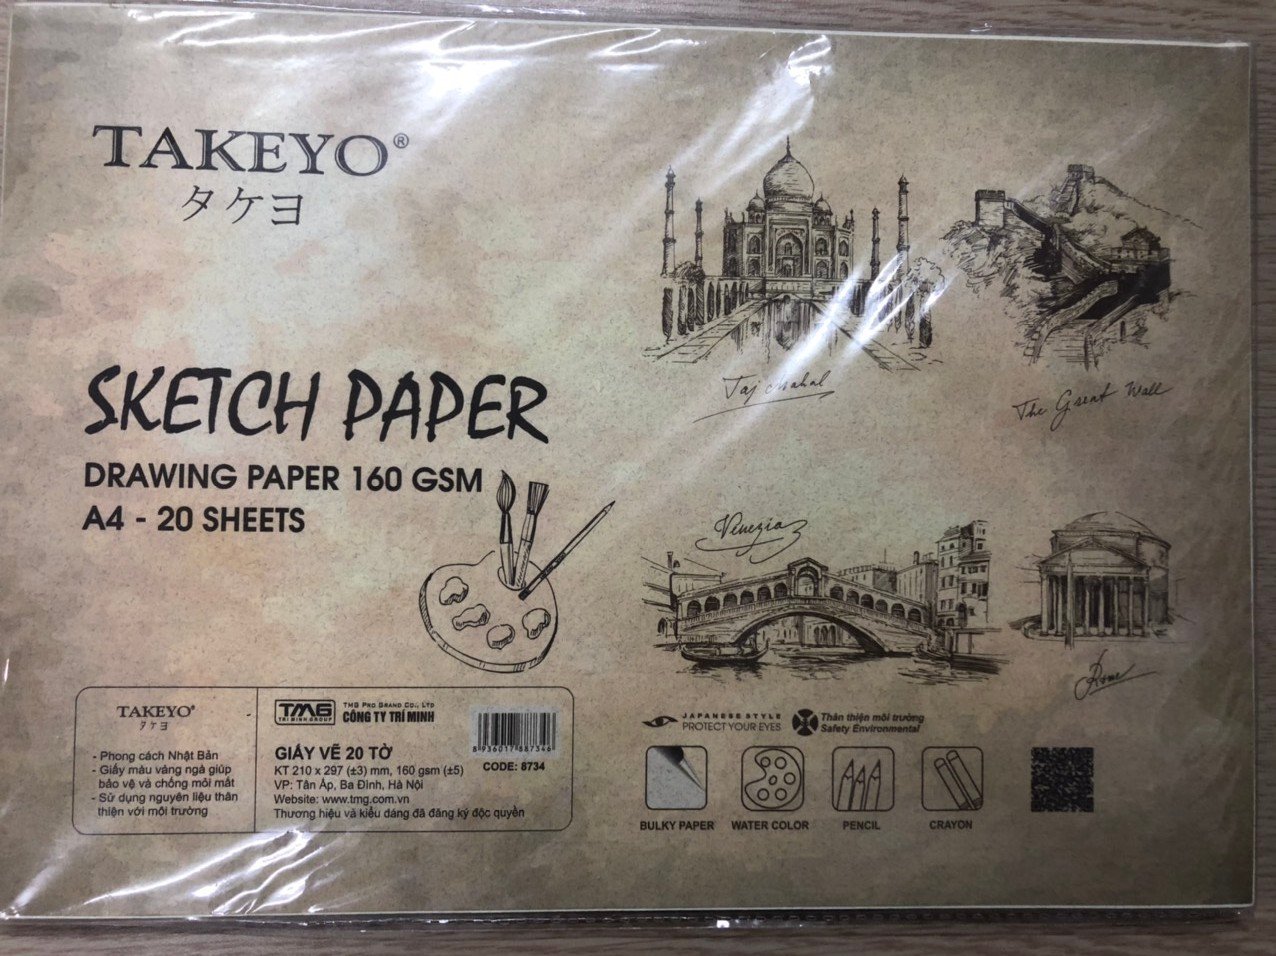 TAKEYO®
タケヨ
SKETCH PAPER
DRAWING PAPER 160 GSM
A4 - 20 SHEETS
Taj Mahal
The Great Wall
Venezia
Rome
TAKEYO®
タケヨ
- Phong cách Nhật Bản
- Giấy màu vàng ngà giúp
bảo vệ và chống mỏi mắt
- Sử dụng nguyên liệu thân
thiện với môi trường
TMG
TRI MINH GROUP
TMG PRO BRAND CO., LTD
CÔNG TY TRÍ MINH
GIẤY VẼ 20 TỜ
KT 210 x 297 (±3) mm, 160 gsm (±5)
VP: Tân Ấp, Ba Đình, Hà Nội
Website: www.tmg.com.vn
Thương hiệu và kiểu dáng đã đăng ký độc quyền
8 936017 887346
CODE: 8734
JAPANESE STYLE
PROTECT YOUR EYES
Thân thiện môi trường
Safety Environmental
BULKY PAPER
WATER COLOR
PENCIL
CRAYON